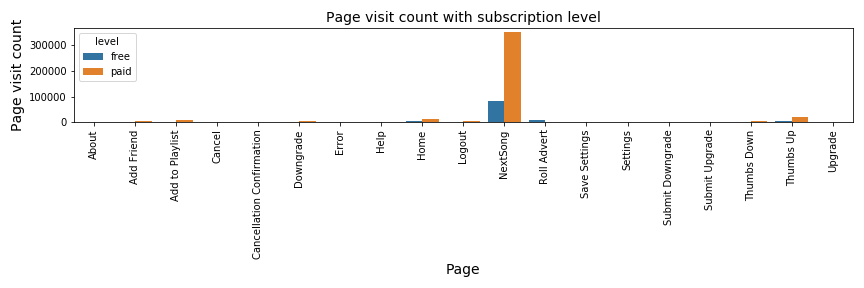 Page visit count with subscription level
Page visit count
300000
200000
100000
0
level
free
paid
About
Add Friend
Add to Playlist
Cancel
Cancellation Confirmation
Downgrade
Error
Help
Home
Logout
NextSong
Roll Advert
Save Settings
Settings
Submit Downgrade
Submit Upgrade
Thumbs Down
Thumbs Up
Upgrade
Page